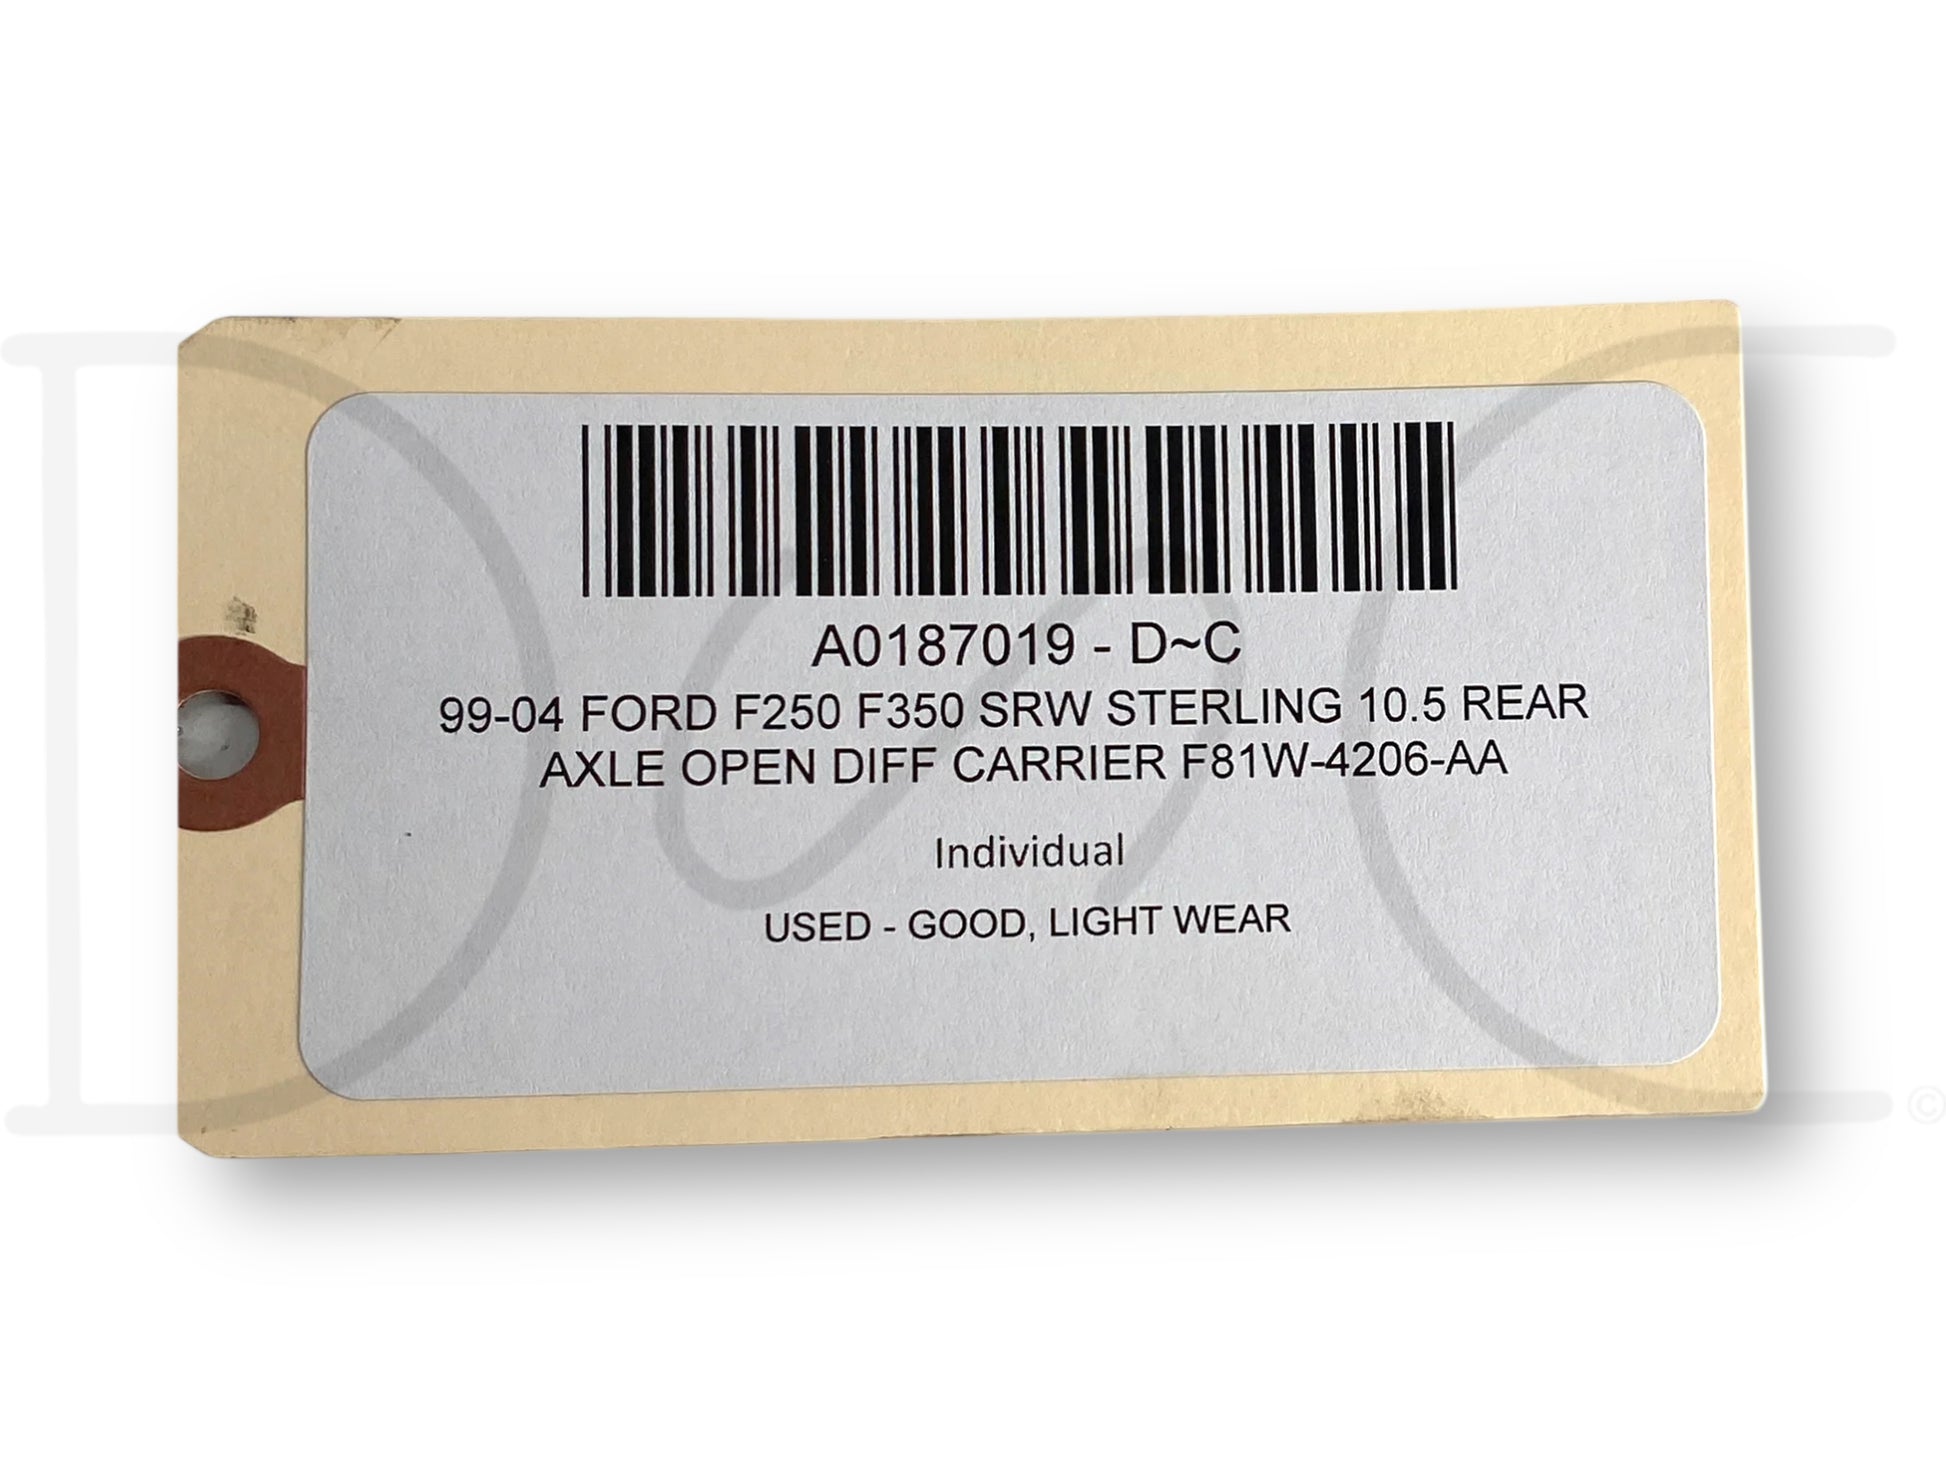 A0187019 - D~C
99-04 FORD F250 F350 SRW STERLING 10.5 REAR
AXLE OPEN DIFF CARRIER F81W-4206-AA
Individual
USED - GOOD, LIGHT WEAR
©